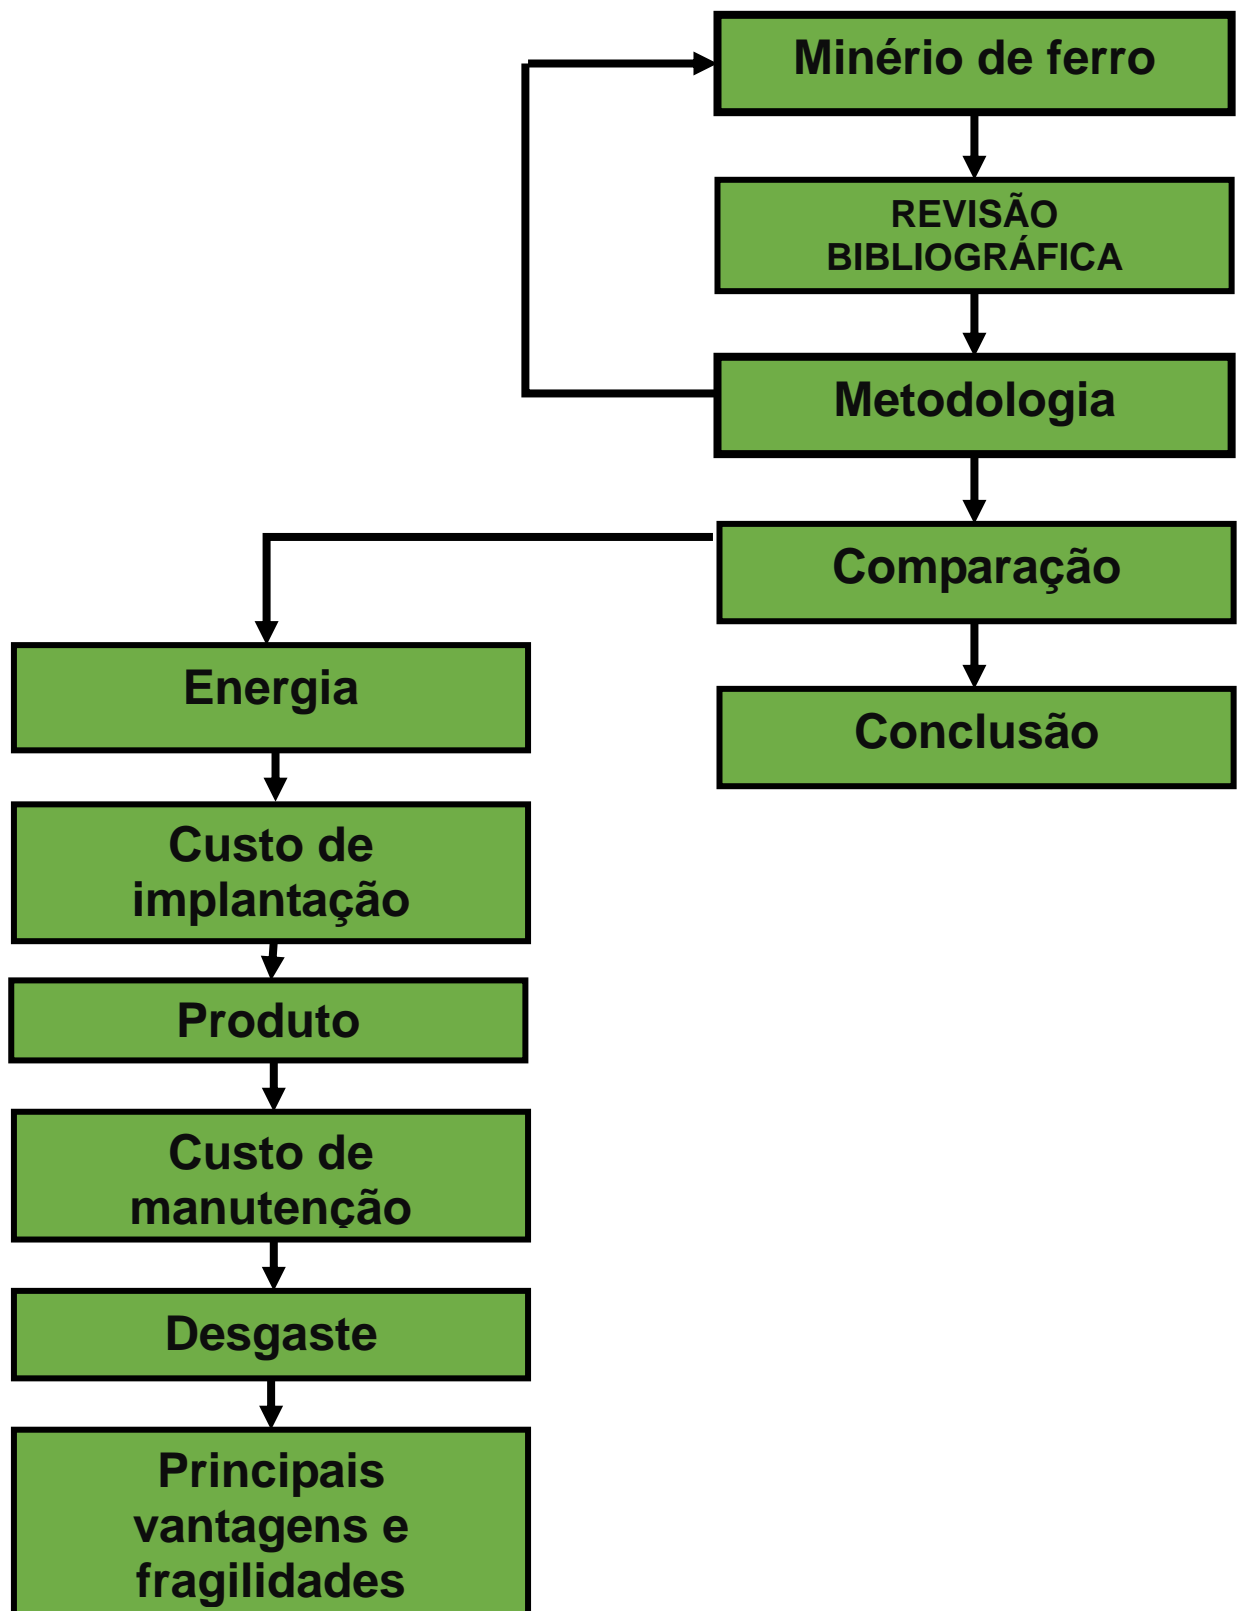 Minério de ferro
REVISÃO
BIBLIOGRÁFICA
Metodologia
Comparação
Conclusão
Energia
Custo de
implantação
Produto
Custo de
manutenção
Desgaste
Principais
vantagens e
fragilidades